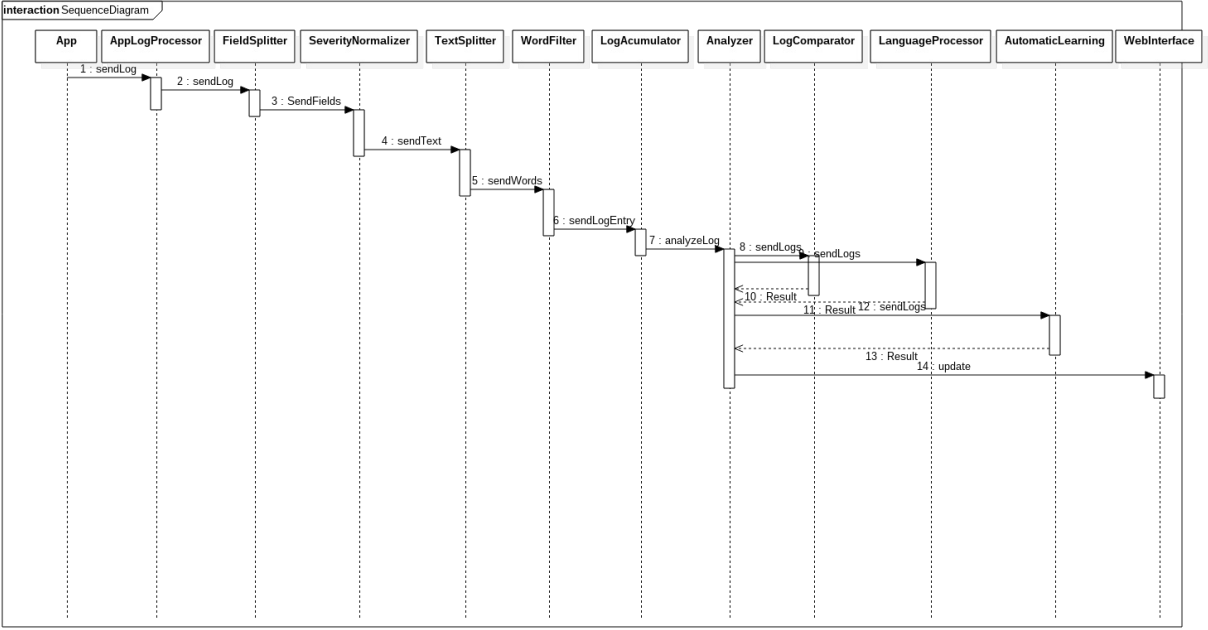 interaction SequenceDiagram
App AppLogProcessor FieldSplitter SeverityNormalizer TextSplitter WordFilter LogAcumulator Analyzer LogComparator LanguageProcessor AutomaticLearning WebInterface
1 : sendLog
2 : sendLog
3 : SendFields
4 : sendText
5 : sendWords
6 : sendLogEntry
7 : analyzeLog
8 : sendLogs
9 : sendLogs
10 : Result
11 : Result
12 : sendLogs
13 : Result
14 : update